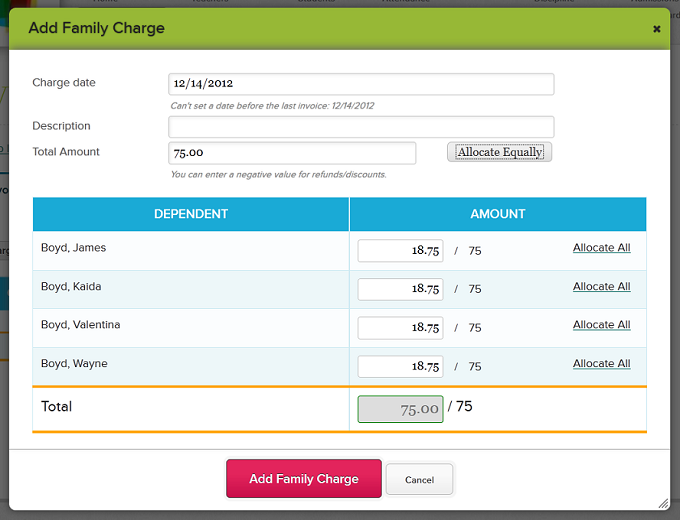 Add Family Charge
Charge date 12/14/2012
Can't set a date before the last invoice: 12/14/2012
Description
Total Amount 75.00 Allocate Equally
You can enter a negative value for refunds/discounts.
DEPENDENT AMOUNT
Boyd, James 18.75 / 75 Allocate All
Boyd, Kaida 18.75 / 75 Allocate All
Boyd, Valentina 18.75 / 75 Allocate All
Boyd, Wayne 18.75 / 75 Allocate All
Total 75.00 / 75
Add Family Charge Cancel